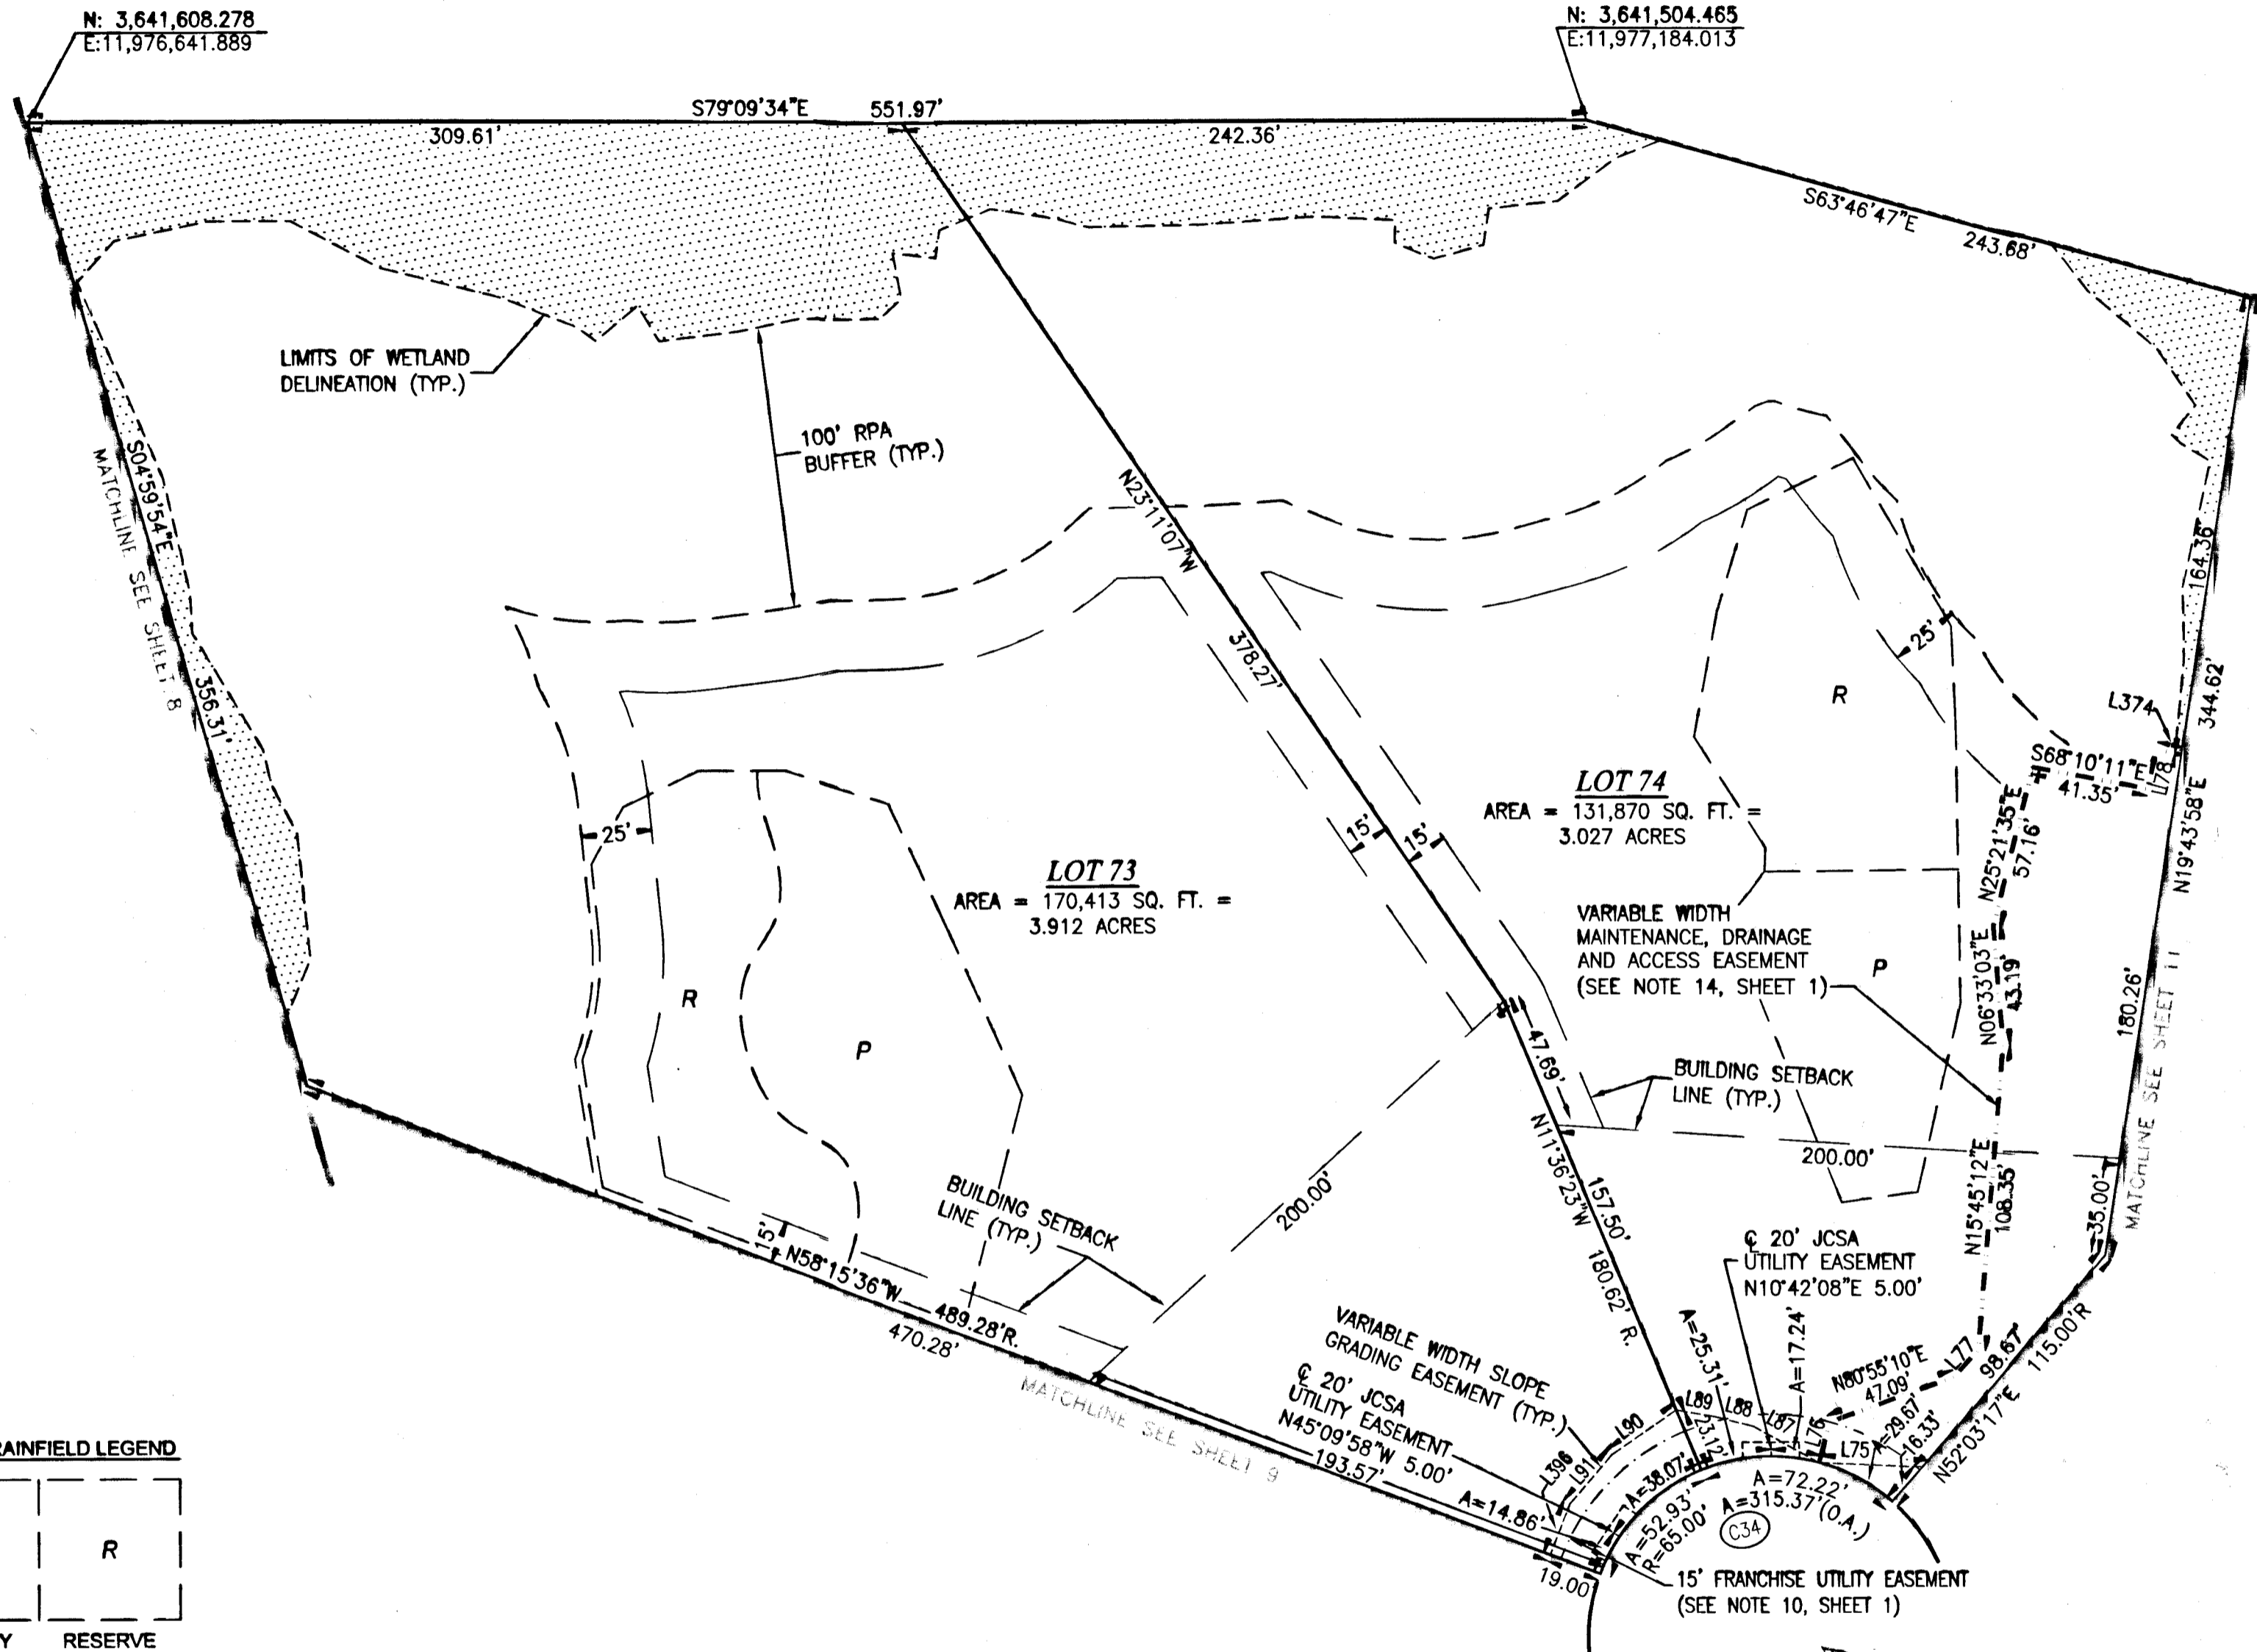 N: 3,641,608.278
E:11,976,641.889
N: 3,641,504.465
E:11,977,184.013
S79°09'34"E 551.97'
309.61'
242.36'
S63°46'47"E 243.68'
LIMITS OF WETLAND
DELINEATION (TYP.)
100' RPA
BUFFER (TYP.)
S04°59'54"E
356.31'
MATCHLINE SEE SHEET 8
N23°11'07"W
378.27'
164.36'
344.62'
N19°43'58"E
180.26'
35.00'
MATCHLINE SEE SHEET 11
25'
R
L374
S68°10'11"E
41.35'
L78
N25°21'35"E
57.16'
LOT 74
AREA = 131,870 SQ. FT. =
3.027 ACRES
25'
15'
15'
LOT 73
AREA = 170,413 SQ. FT. =
3.912 ACRES
VARIABLE WIDTH
MAINTENANCE, DRAINAGE
AND ACCESS EASEMENT
(SEE NOTE 14, SHEET 1)
P
N06°33'03"E
43.19'
R
P
47.69'
BUILDING SETBACK
LINE (TYP.)
N11°36'23"W
157.50'
180.62' R.
200.00'
N15°45'12"E
108.35'
BUILDING SETBACK
LINE (TYP.)
200.00'
15'
N58°15'36"W 489.28'R.
470.28'
℄ 20' JCSA
UTILITY EASEMENT
N10°42'08"E 5.00'
A=25.31'
A=17.24'
N80°55'10"E
47.09'
L77
98.67'
115.00'R
VARIABLE WIDTH SLOPE
GRADING EASEMENT (TYP.)
℄ 20' JCSA
UTILITY EASEMENT
N45°09'58"W 5.00'
193.57'
MATCHLINE SEE SHEET 9
L396
L91
L90
L89
L88
L87
L76
L75
23.12'
A=29.67'
16.33'
N52°03'17"E
A=14.86'
A=38.07'
A=52.93'
R=65.00'
A=72.22'
A=315.37'(O.A.)
C34
19.00'
15' FRANCHISE UTILITY EASEMENT
(SEE NOTE 10, SHEET 1)
RAINFIELD LEGEND
R
Y RESERVE